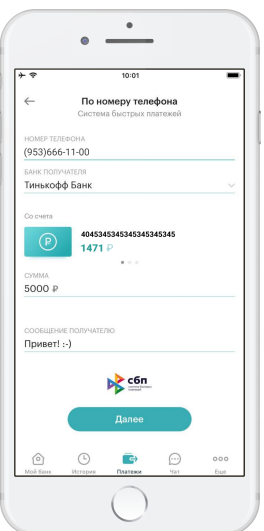 10:01
По номеру телефона
Система быстрых платежей
НОМЕР ТЕЛЕФОНА
(953)666-11-00
БАНК ПОЛУЧАТЕЛЯ
Тинькофф Банк
Со счета
4045345345345345345345
1471 ₽
СУММА
5000 ₽
СООБЩЕНИЕ ПОЛУЧАТЕЛЮ
Привет! :-)
сбп
Далее
Мой Банк История Платежи Чат Еще